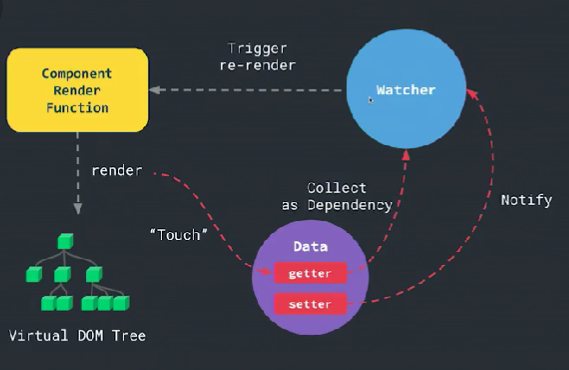 Trigger
re-render
Component
Render
Function
Watcher
render
Collect
as Dependency
Notify
"Touch"
Data
getter
setter
Virtual DOM Tree